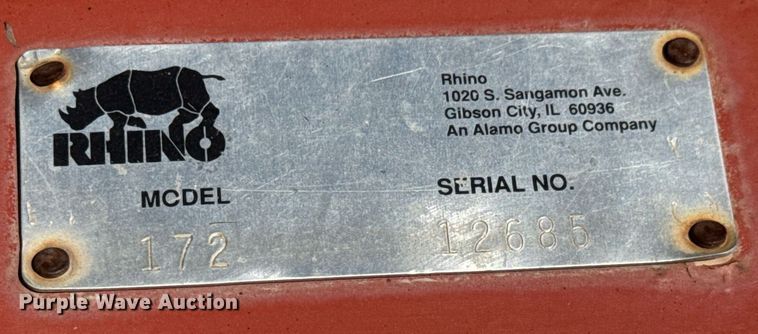 RHINO
Rhino
1020 S. Sangamon Ave.
Gibson City, IL 60936
An Alamo Group Company
MODEL
SERIAL NO.
172
12685
Purple Wave Auction